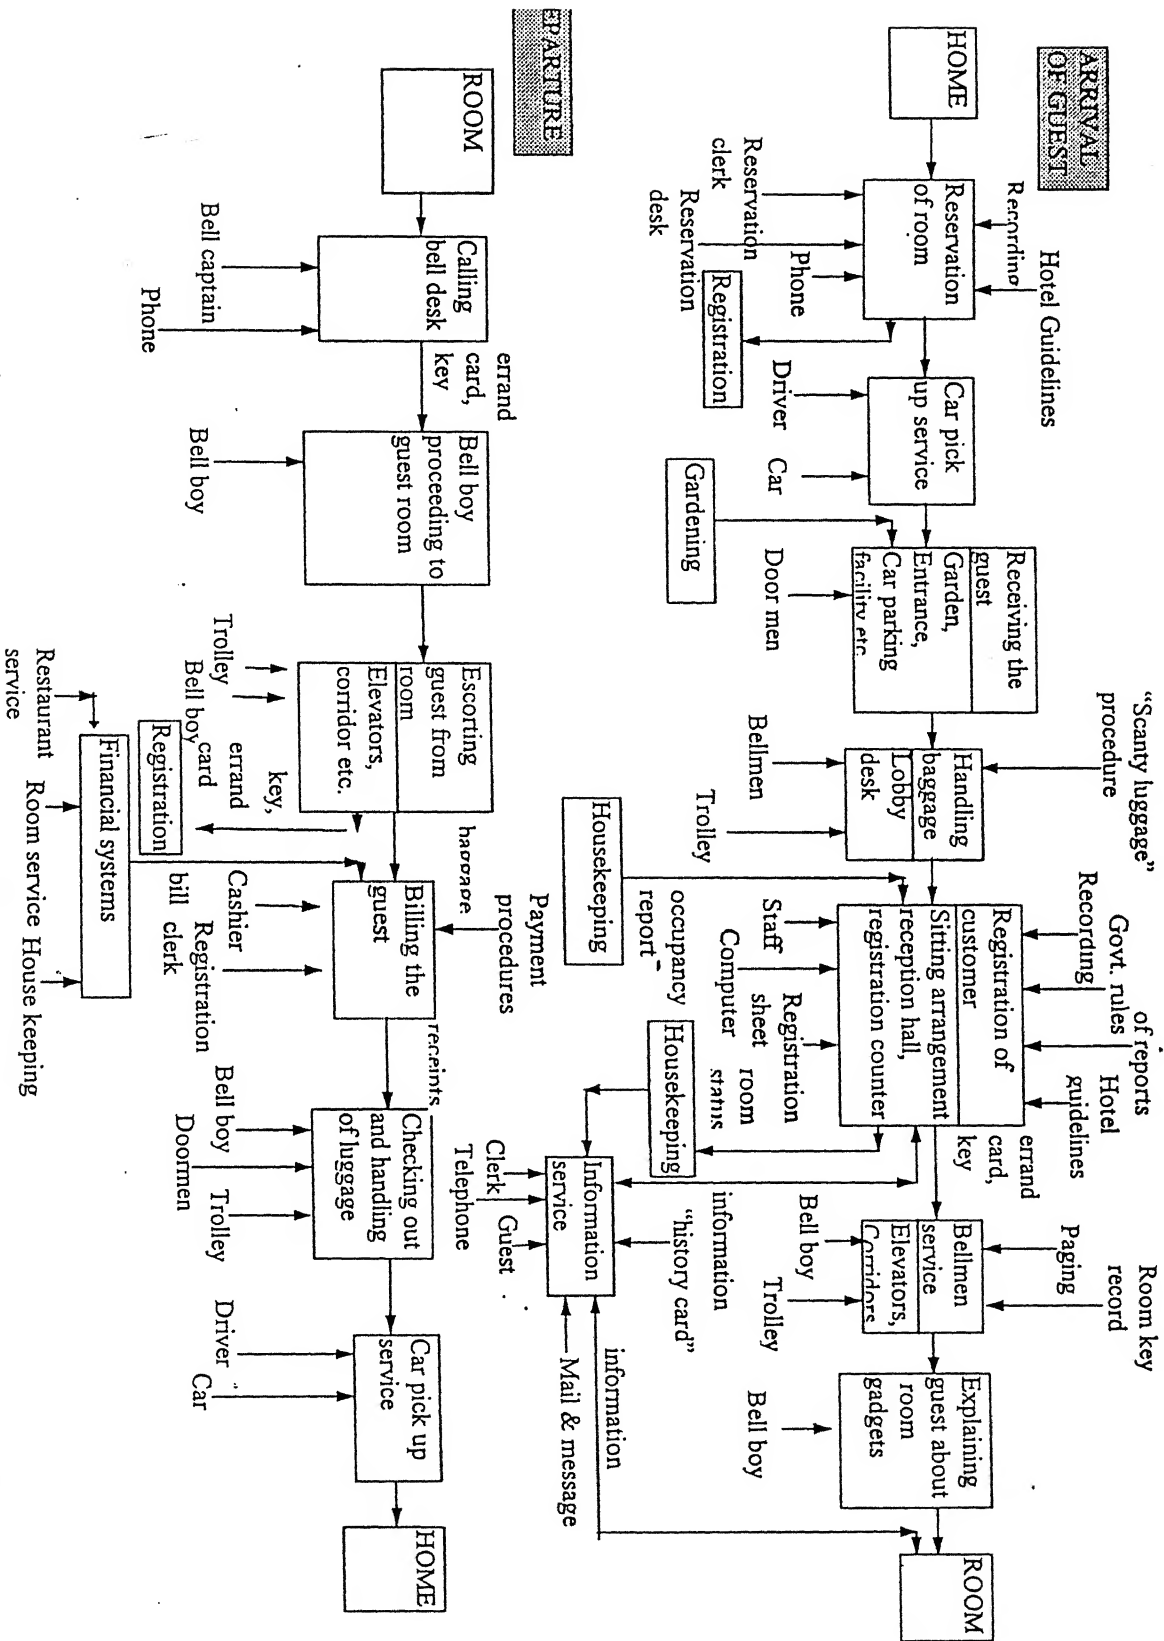 ARRIVAL
OF GUEST
HOME
Recording
Hotel Guidelines
Reservation
of room
Reservation
clerk
Reservation
desk
Phone
Registration
Car pick
up service
Driver
Car
Gardening
Receiving the
guest
Garden,
Entrance,
Car parking
facility etc.
Door men
"Scanty luggage"
procedure
Handling
baggage
Lobby
desk
Bellmen
Trolley
Housekeeping
occupancy
report
Recording
Govt. rules
of reports
Hotel
guidelines
Registration of
customer
Sitting arrangement
reception hall,
registration counter
Staff
Computer
Registration
sheet
room
status
Housekeeping
errand
card,
key
Paging
Room key
record
Bellmen
service
Elevators,
Corridors
Bell boy
Trolley
Explaining
guest about
room
gadgets
Bell boy
ROOM
Information
service
Clerk
Telephone
Guest
information
"history card"
information
Mail & message
EPARTURE
ROOM
Calling
bell desk
Bell captain
Phone
errand
card,
key
Bell boy
proceeding to
guest room
Bell boy
Escorting
guest from
room
Elevators,
corridor etc.
Trolley
Bell boy
key,
errand
card
Registration
baggage
Payment
procedures
Billing the
guest
Cashier
Registration
clerk
bill
Financial systems
Restaurant
service
Room service
House keeping
receipts
Checking out
and handling
of luggage
Bell boy
Doormen
Trolley
Car pick up
service
Driver
Car
HOME